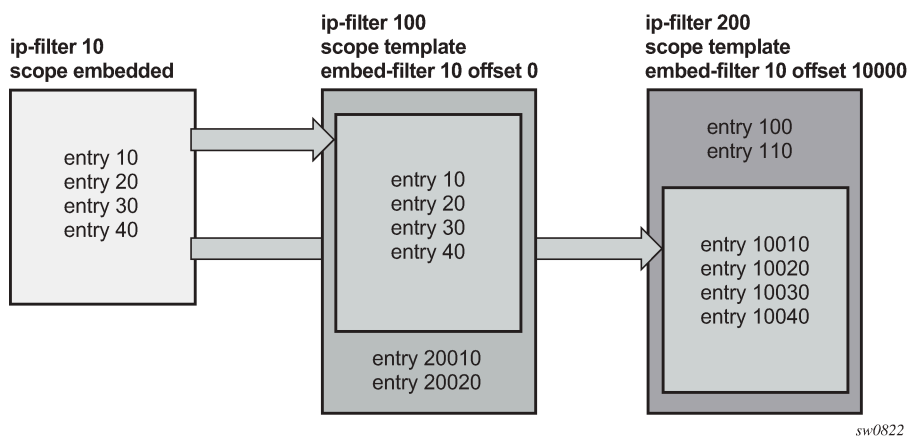 ip-filter 10
scope embedded
entry 10
entry 20
entry 30
entry 40
ip-filter 100
scope template
embed-filter 10 offset 0
entry 10
entry 20
entry 30
entry 40
entry 20010
entry 20020
ip-filter 200
scope template
embed-filter 10 offset 10000
entry 100
entry 110
entry 10010
entry 10020
entry 10030
entry 10040
sw0822